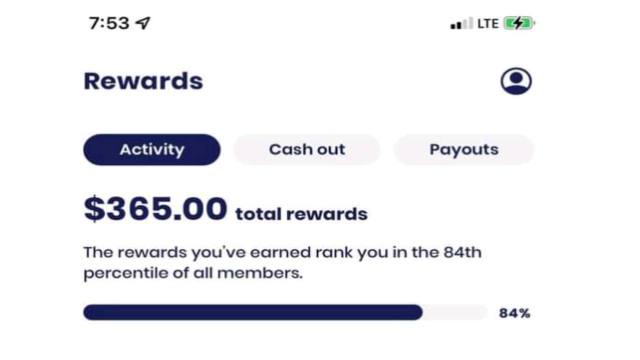 7:53 LTE
Rewards
Activity Cash out Payouts
$365.00 total rewards
The rewards you've earned rank you in the 84th
percentile of all members.
84%